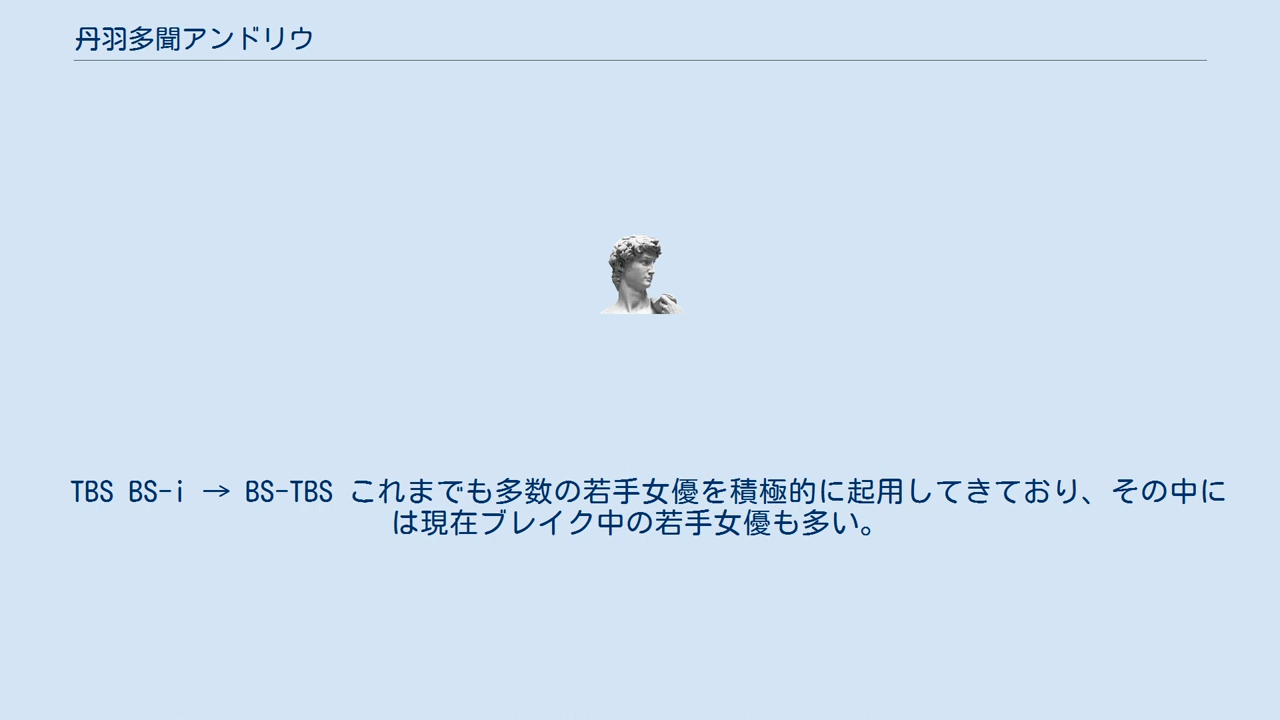 丹羽多聞アンドリウ
TBS BS-i → BS-TBS これまでも多数の若手女優を積極的に起用してきており、その中に
は現在ブレイク中の若手女優も多い。